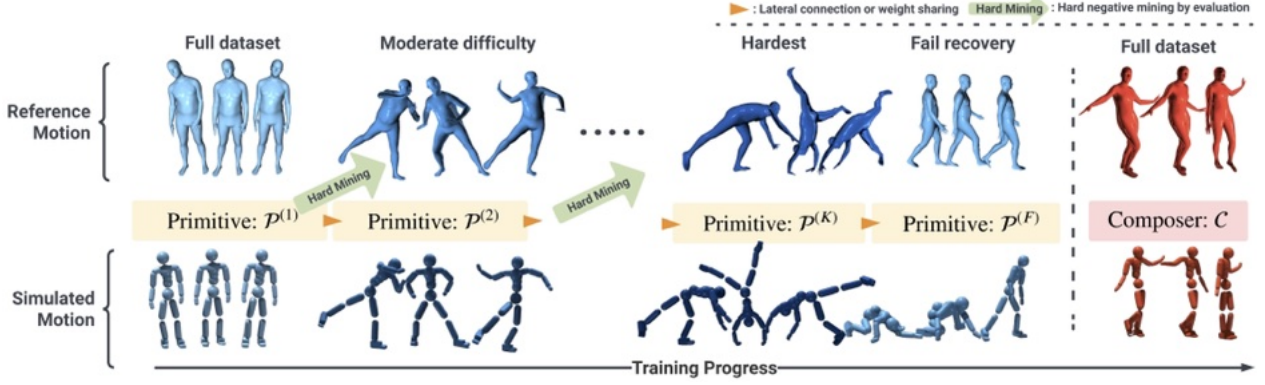 : Lateral connection or weight sharing Hard Mining : Hard negative mining by evaluation
Full dataset Moderate difficulty Hardest Fail recovery Full dataset
Reference
Motion
Hard Mining Hard Mining
Primitive: 𝒫⁽¹⁾ Primitive: 𝒫⁽²⁾ Primitive: 𝒫⁽ᴷ⁾ Primitive: 𝒫⁽ᶠ⁾ Composer: 𝒞
Simulated
Motion
Training Progress